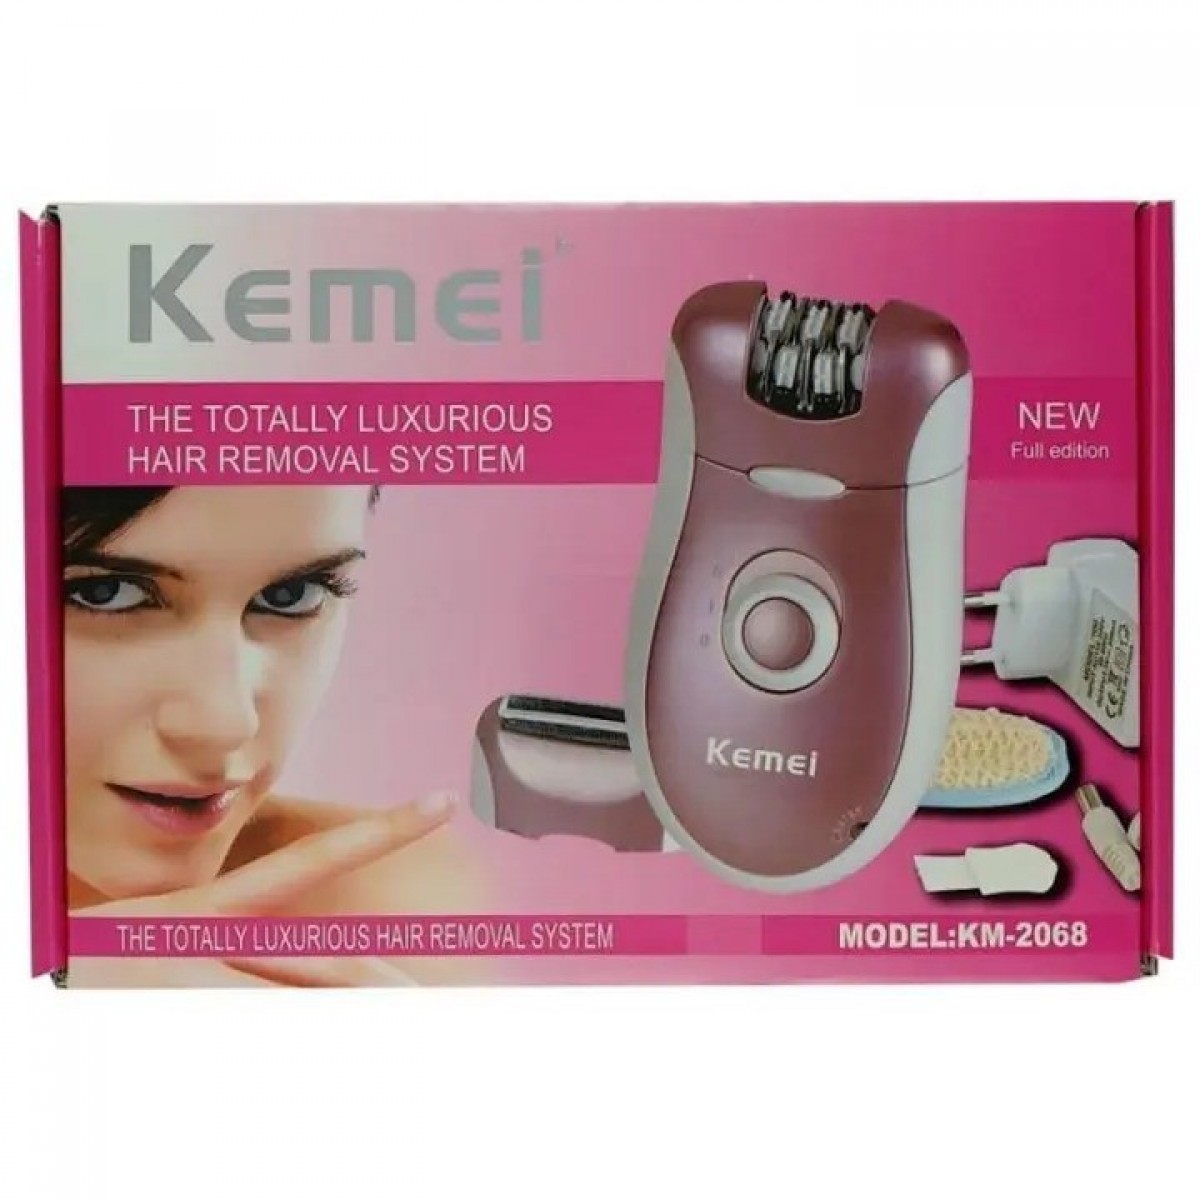 Kemei
THE TOTALLY LUXURIOUS
HAIR REMOVAL SYSTEM
NEW
Full edition
Kemei
THE TOTALLY LUXURIOUS HAIR REMOVAL SYSTEM
MODEL:KM-2068